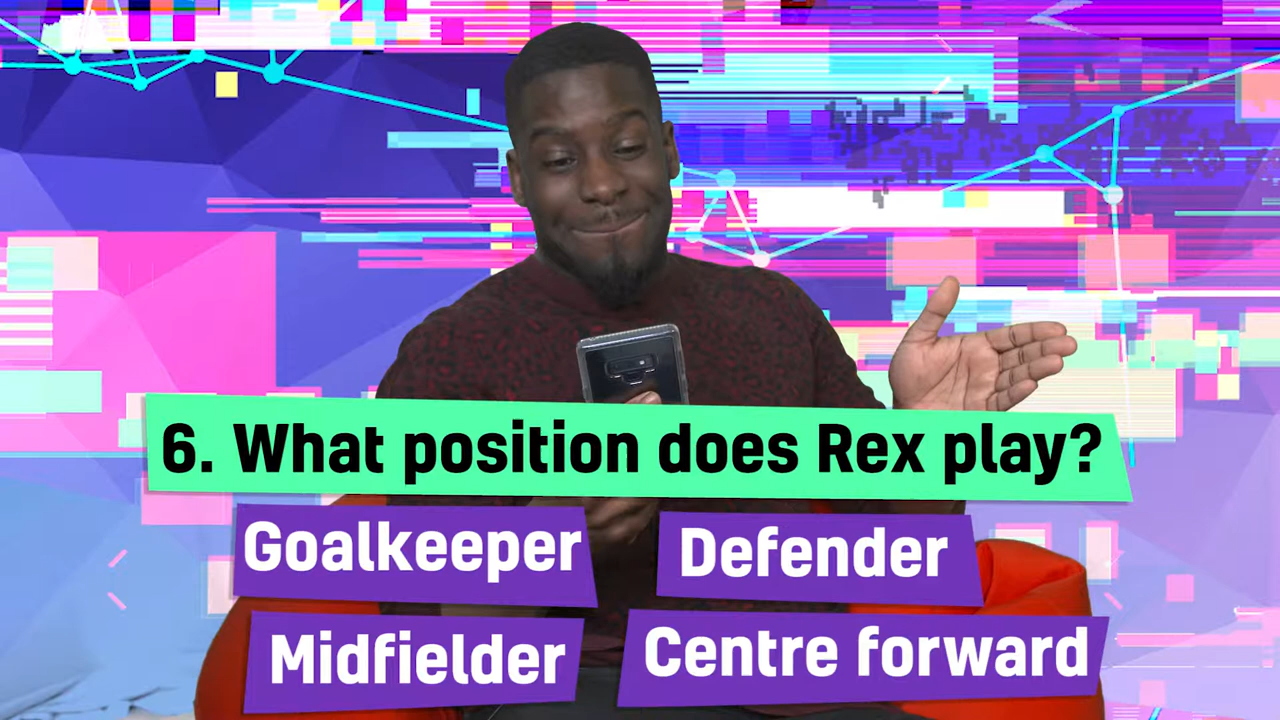 6. What position does Rex play?
Goalkeeper
Defender
Midfielder
Centre forward